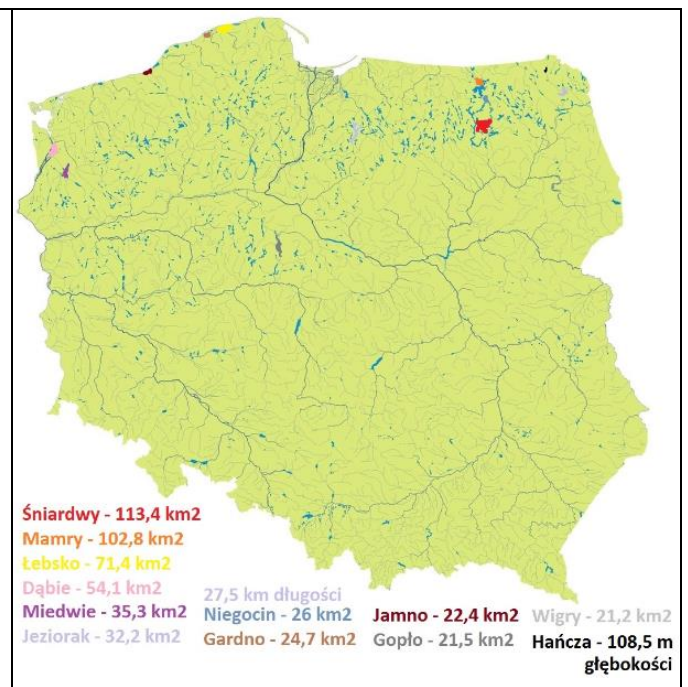 Śniardwy - 113,4 km2
Mamry - 102,8 km2
Łebsko - 71,4 km2
Dąbie - 54,1 km2
Miedwie - 35,3 km2
Jeziorak - 32,2 km2
27,5 km długości
Niegocin - 26 km2
Gardno - 24,7 km2
Jamno - 22,4 km2
Gopło - 21,5 km2
Wigry - 21,2 km2
Hańcza - 108,5 m
głębokości